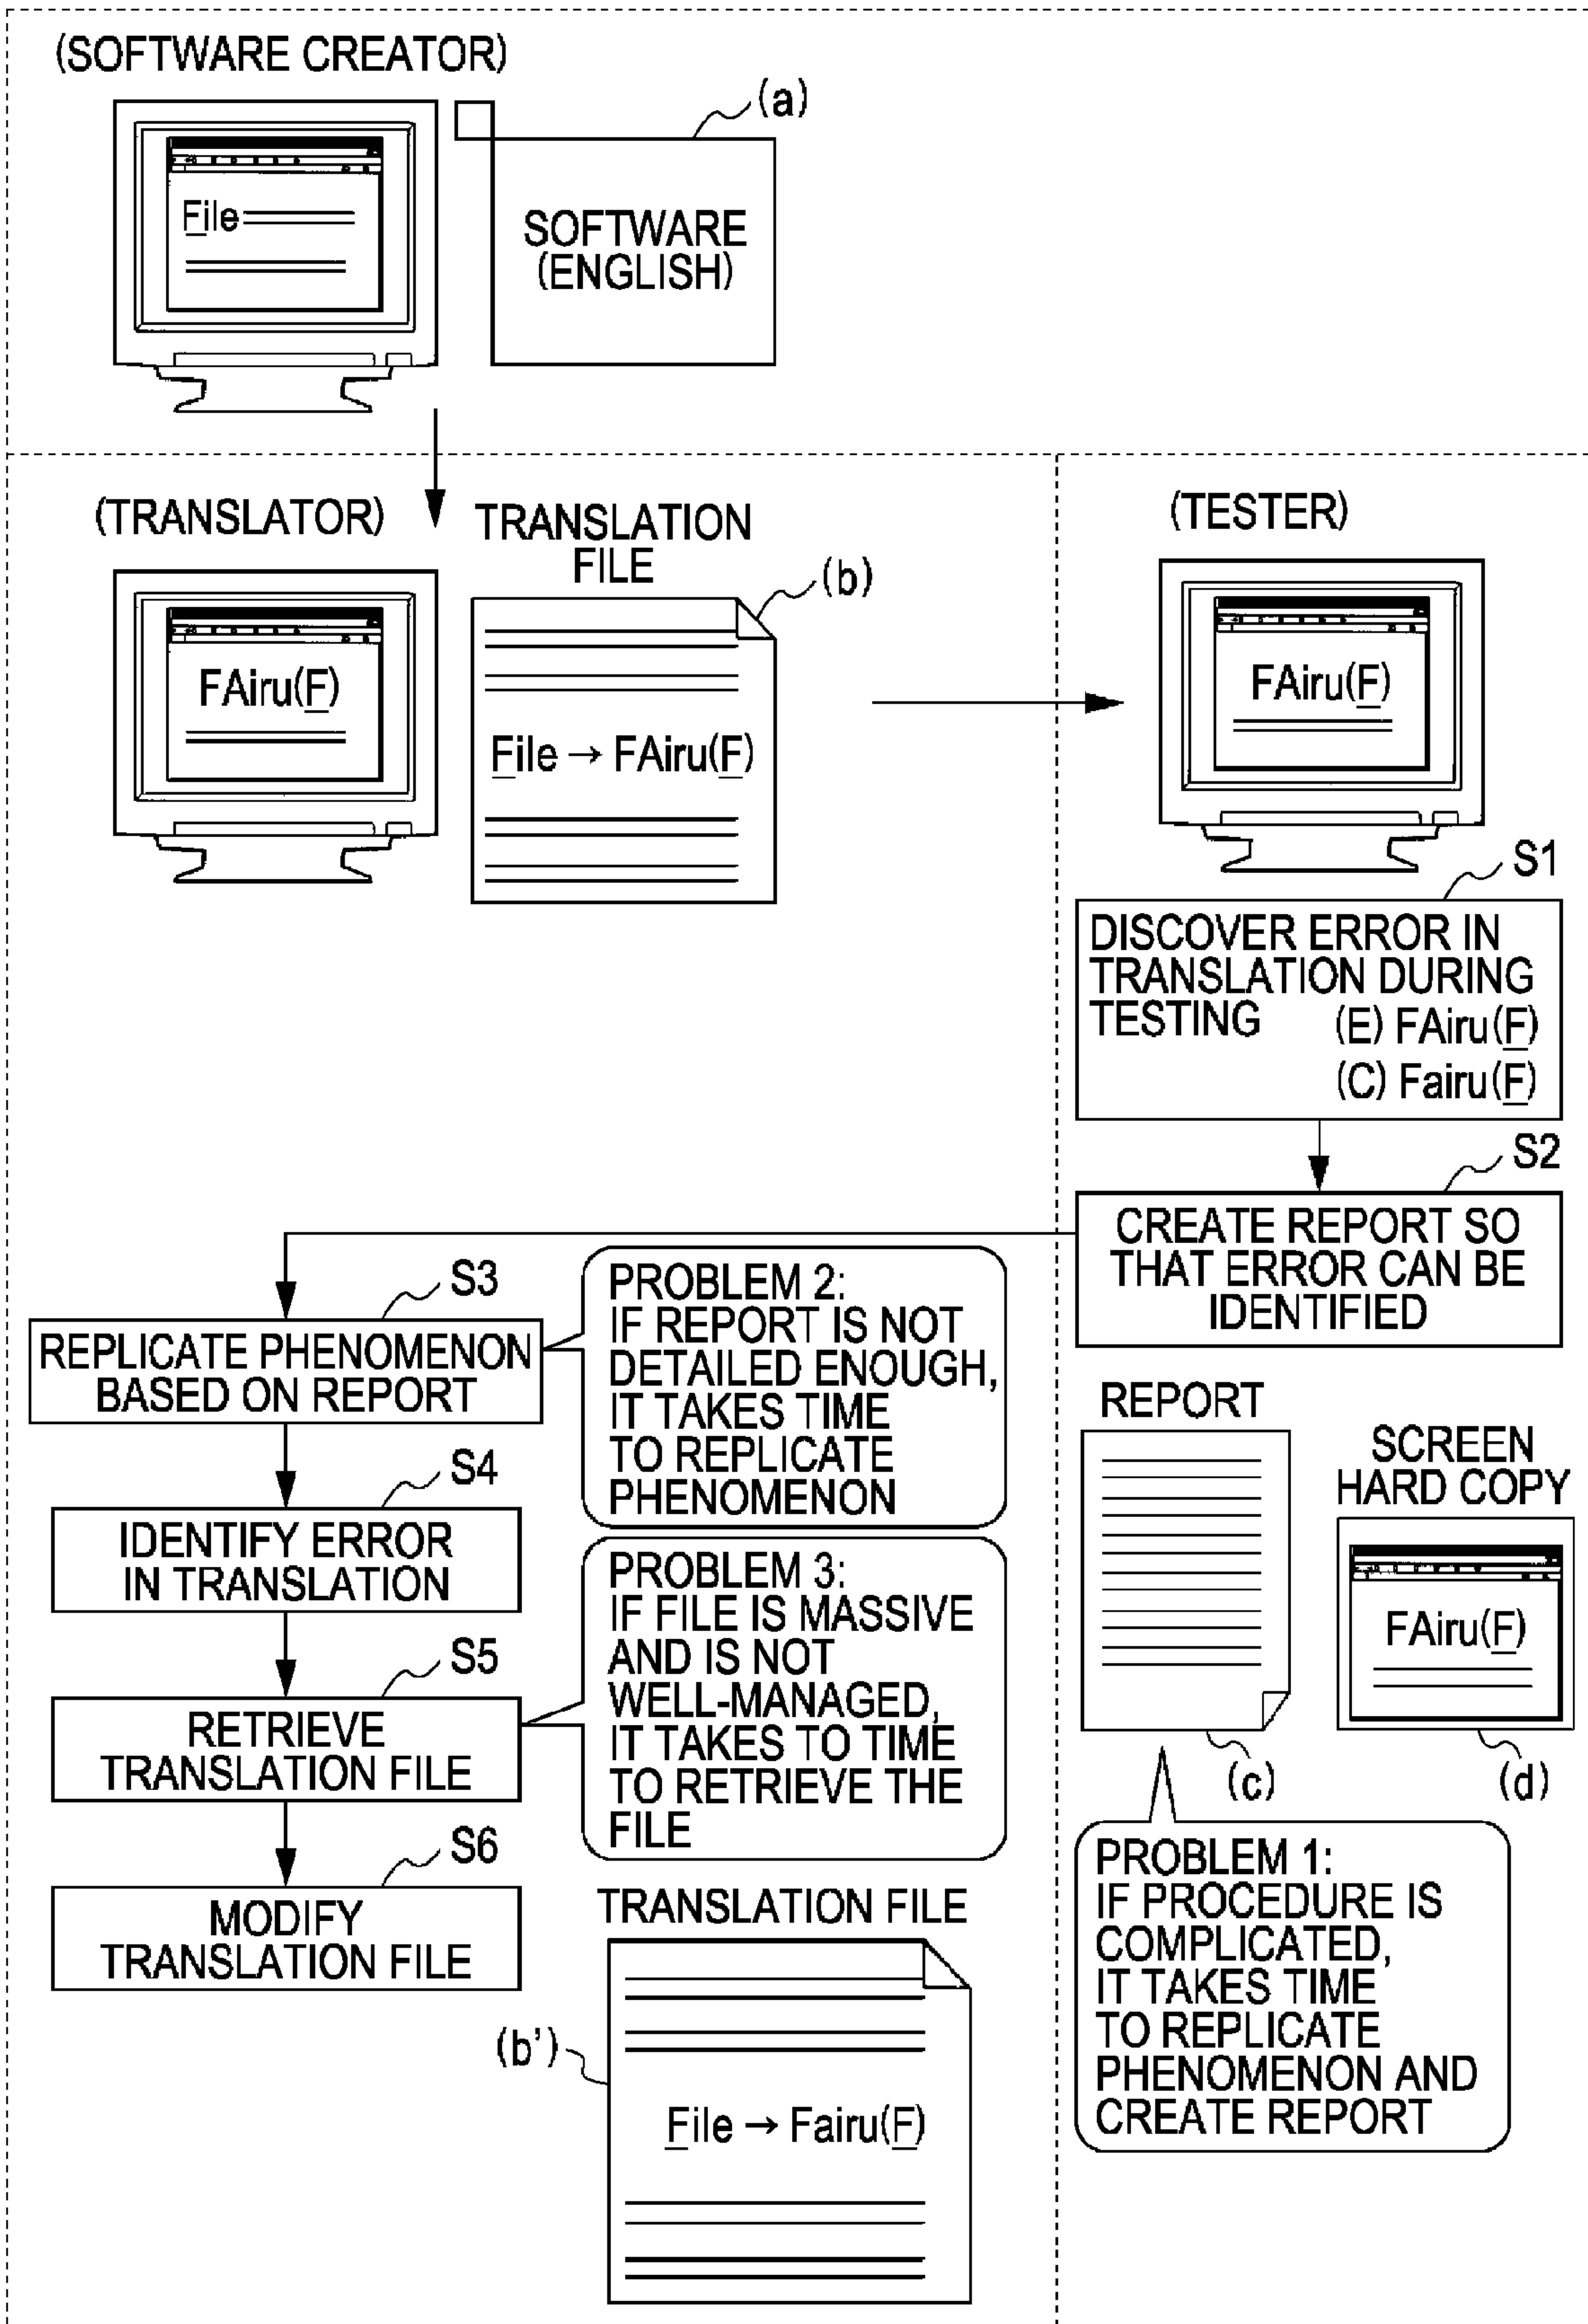 (SOFTWARE CREATOR)
(a)
File
SOFTWARE
(ENGLISH)
(TRANSLATOR)
TRANSLATION
FILE
(b)
FAiru(F)
File → FAiru(F)
(TESTER)
FAiru(F)
S1
DISCOVER ERROR IN
TRANSLATION DURING
TESTING (E) FAiru(F)
(C) Fairu(F)
S2
CREATE REPORT SO
THAT ERROR CAN BE
IDENTIFIED
S3
REPLICATE PHENOMENON
BASED ON REPORT
PROBLEM 2:
IF REPORT IS NOT
DETAILED ENOUGH,
IT TAKES TIME
TO REPLICATE
PHENOMENON
S4
IDENTIFY ERROR
IN TRANSLATION
S5
RETRIEVE
TRANSLATION FILE
PROBLEM 3:
IF FILE IS MASSIVE
AND IS NOT
WELL-MANAGED,
IT TAKES TO TIME
TO RETRIEVE THE
FILE
S6
MODIFY
TRANSLATION FILE
TRANSLATION FILE
(b')
File → Fairu(F)
REPORT
(c)
SCREEN
HARD COPY
FAiru(F)
(d)
PROBLEM 1:
IF PROCEDURE IS
COMPLICATED,
IT TAKES TIME
TO REPLICATE
PHENOMENON AND
CREATE REPORT